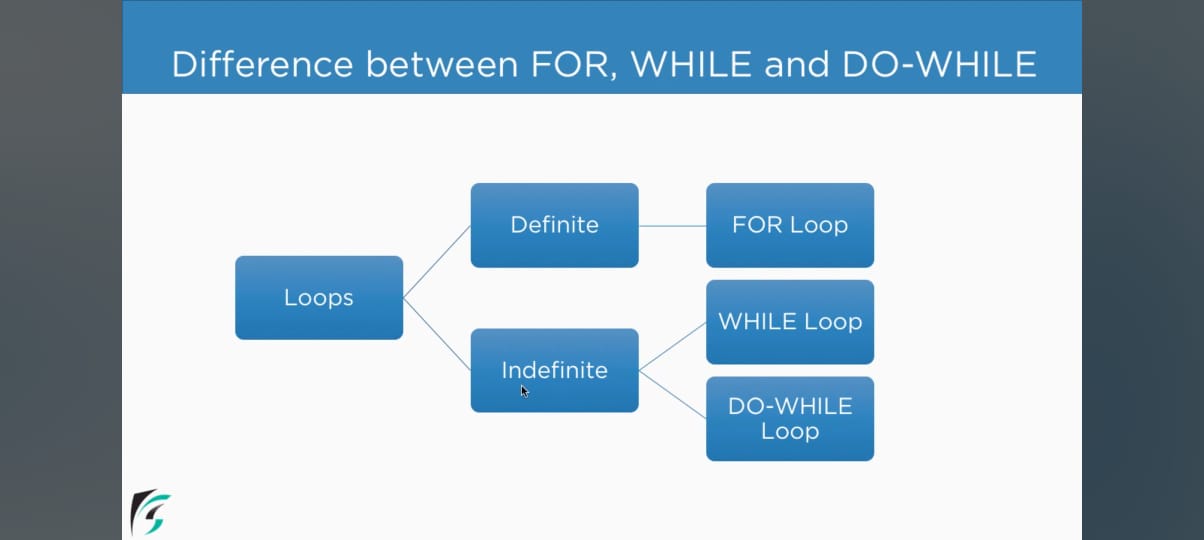 Difference between FOR, WHILE and DO-WHILE
Loops
Definite
Indefinite
FOR Loop
WHILE Loop
DO-WHILE
Loop